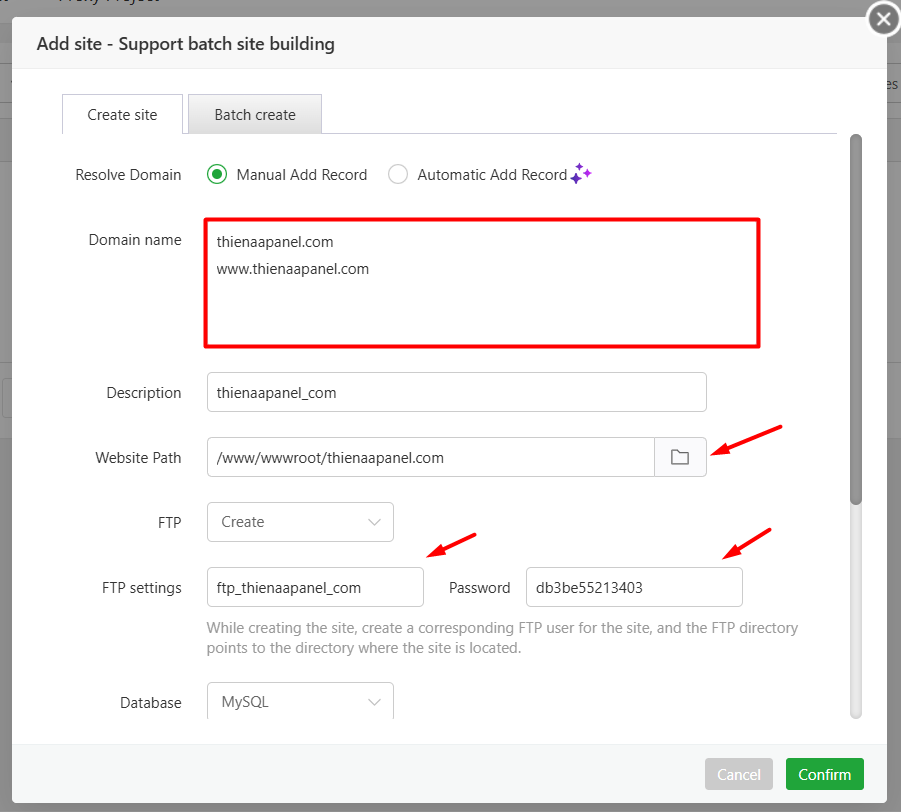 Add site - Support batch site building
Create site
Batch create
Resolve Domain
Manual Add Record
Automatic Add Record
Domain name
thienaapanel.com
www.thienaapanel.com
Description
thienaapanel_com
Website Path
/www/wwwroot/thienaapanel.com
FTP
Create
FTP settings
ftp_thienaapanel_com
Password
db3be55213403
While creating the site, create a corresponding FTP user for the site, and the FTP directory
points to the directory where the site is located.
Database
MySQL
Cancel
Confirm